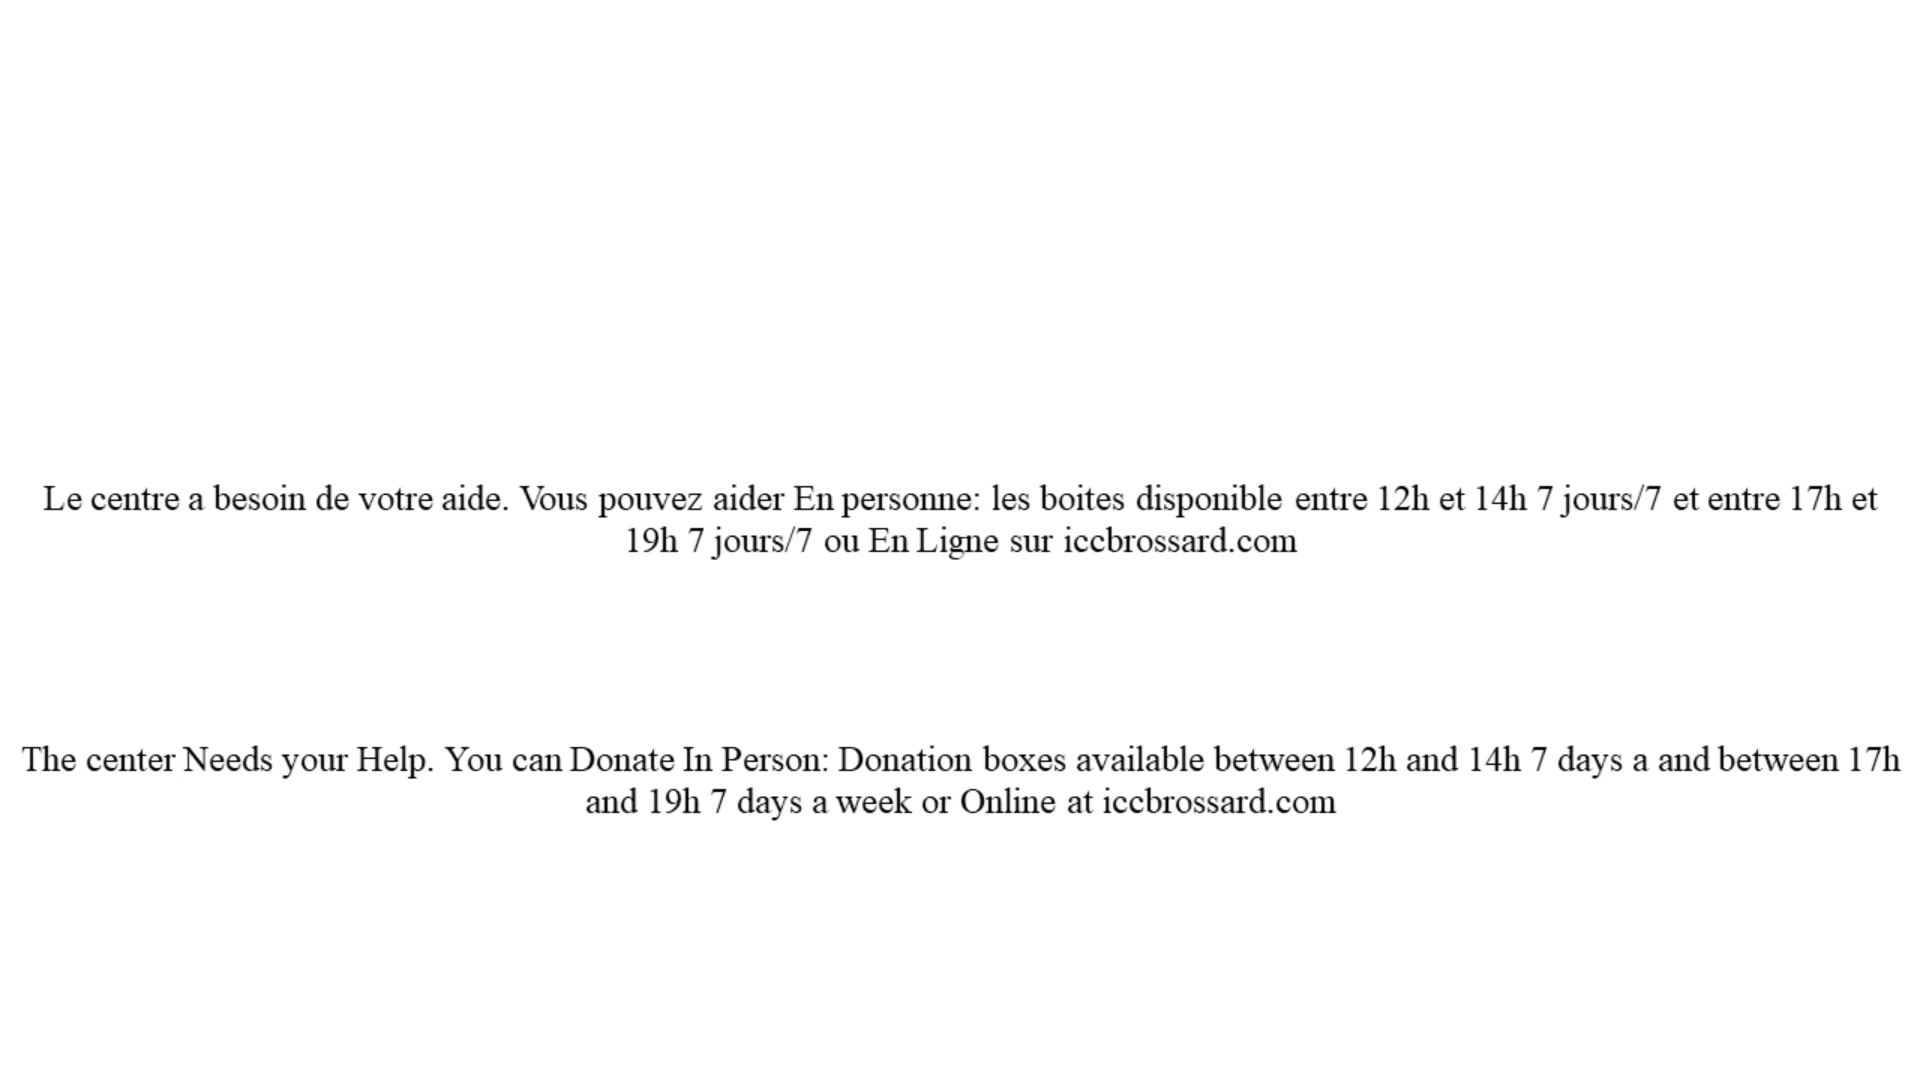 Le centre a besoin de votre aide. Vous pouvez aider En personne: les boites disponible entre 12h et 14h 7 jours/7 et entre 17h et
19h 7 jours/7 ou En Ligne sur iccbrossard.com
The center Needs your Help. You can Donate In Person: Donation boxes available between 12h and 14h 7 days a and between 17h
and 19h 7 days a week or Online at iccbrossard.com